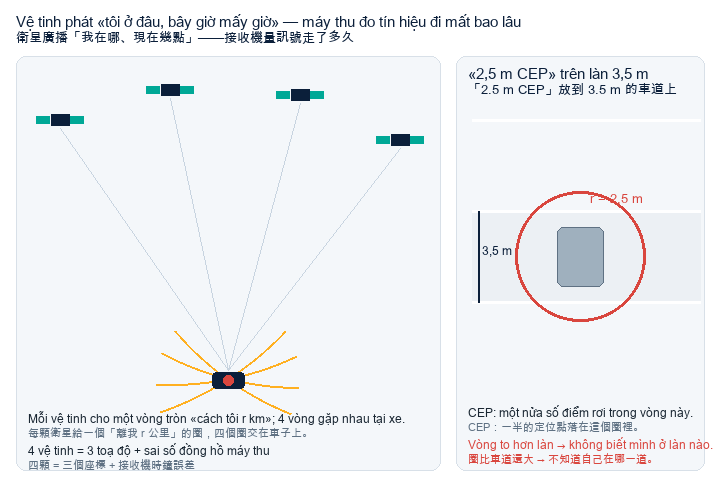 Vệ tinh phát «tôi ở đâu, bây giờ mấy giờ» — máy thu đo tín hiệu đi mất bao lâu
衛星廣播「我在哪、現在幾點」——接收機量訊號走了多久
«2,5 m CEP» trên làn 3,5 m
「2.5 m CEP」放到 3.5 m 的車道上
r = 2,5 m
3,5 m
Mỗi vệ tinh cho một vòng tròn «cách tôi r km»; 4 vòng gặp nhau tại xe.
每顆衛星給一個「離我 r 公里」的圈，四個圈交在車子上。
4 vệ tinh = 3 toạ độ + sai số đồng hồ máy thu
四顆 = 三個座標 + 接收機時鐘誤差
CEP: một nửa số điểm rơi trong vòng này.
CEP：一半的定位點落在這個圈裡。
Vòng to hơn làn → không biết mình ở làn nào.
圈比車道還大 → 不知道自己在哪一道。